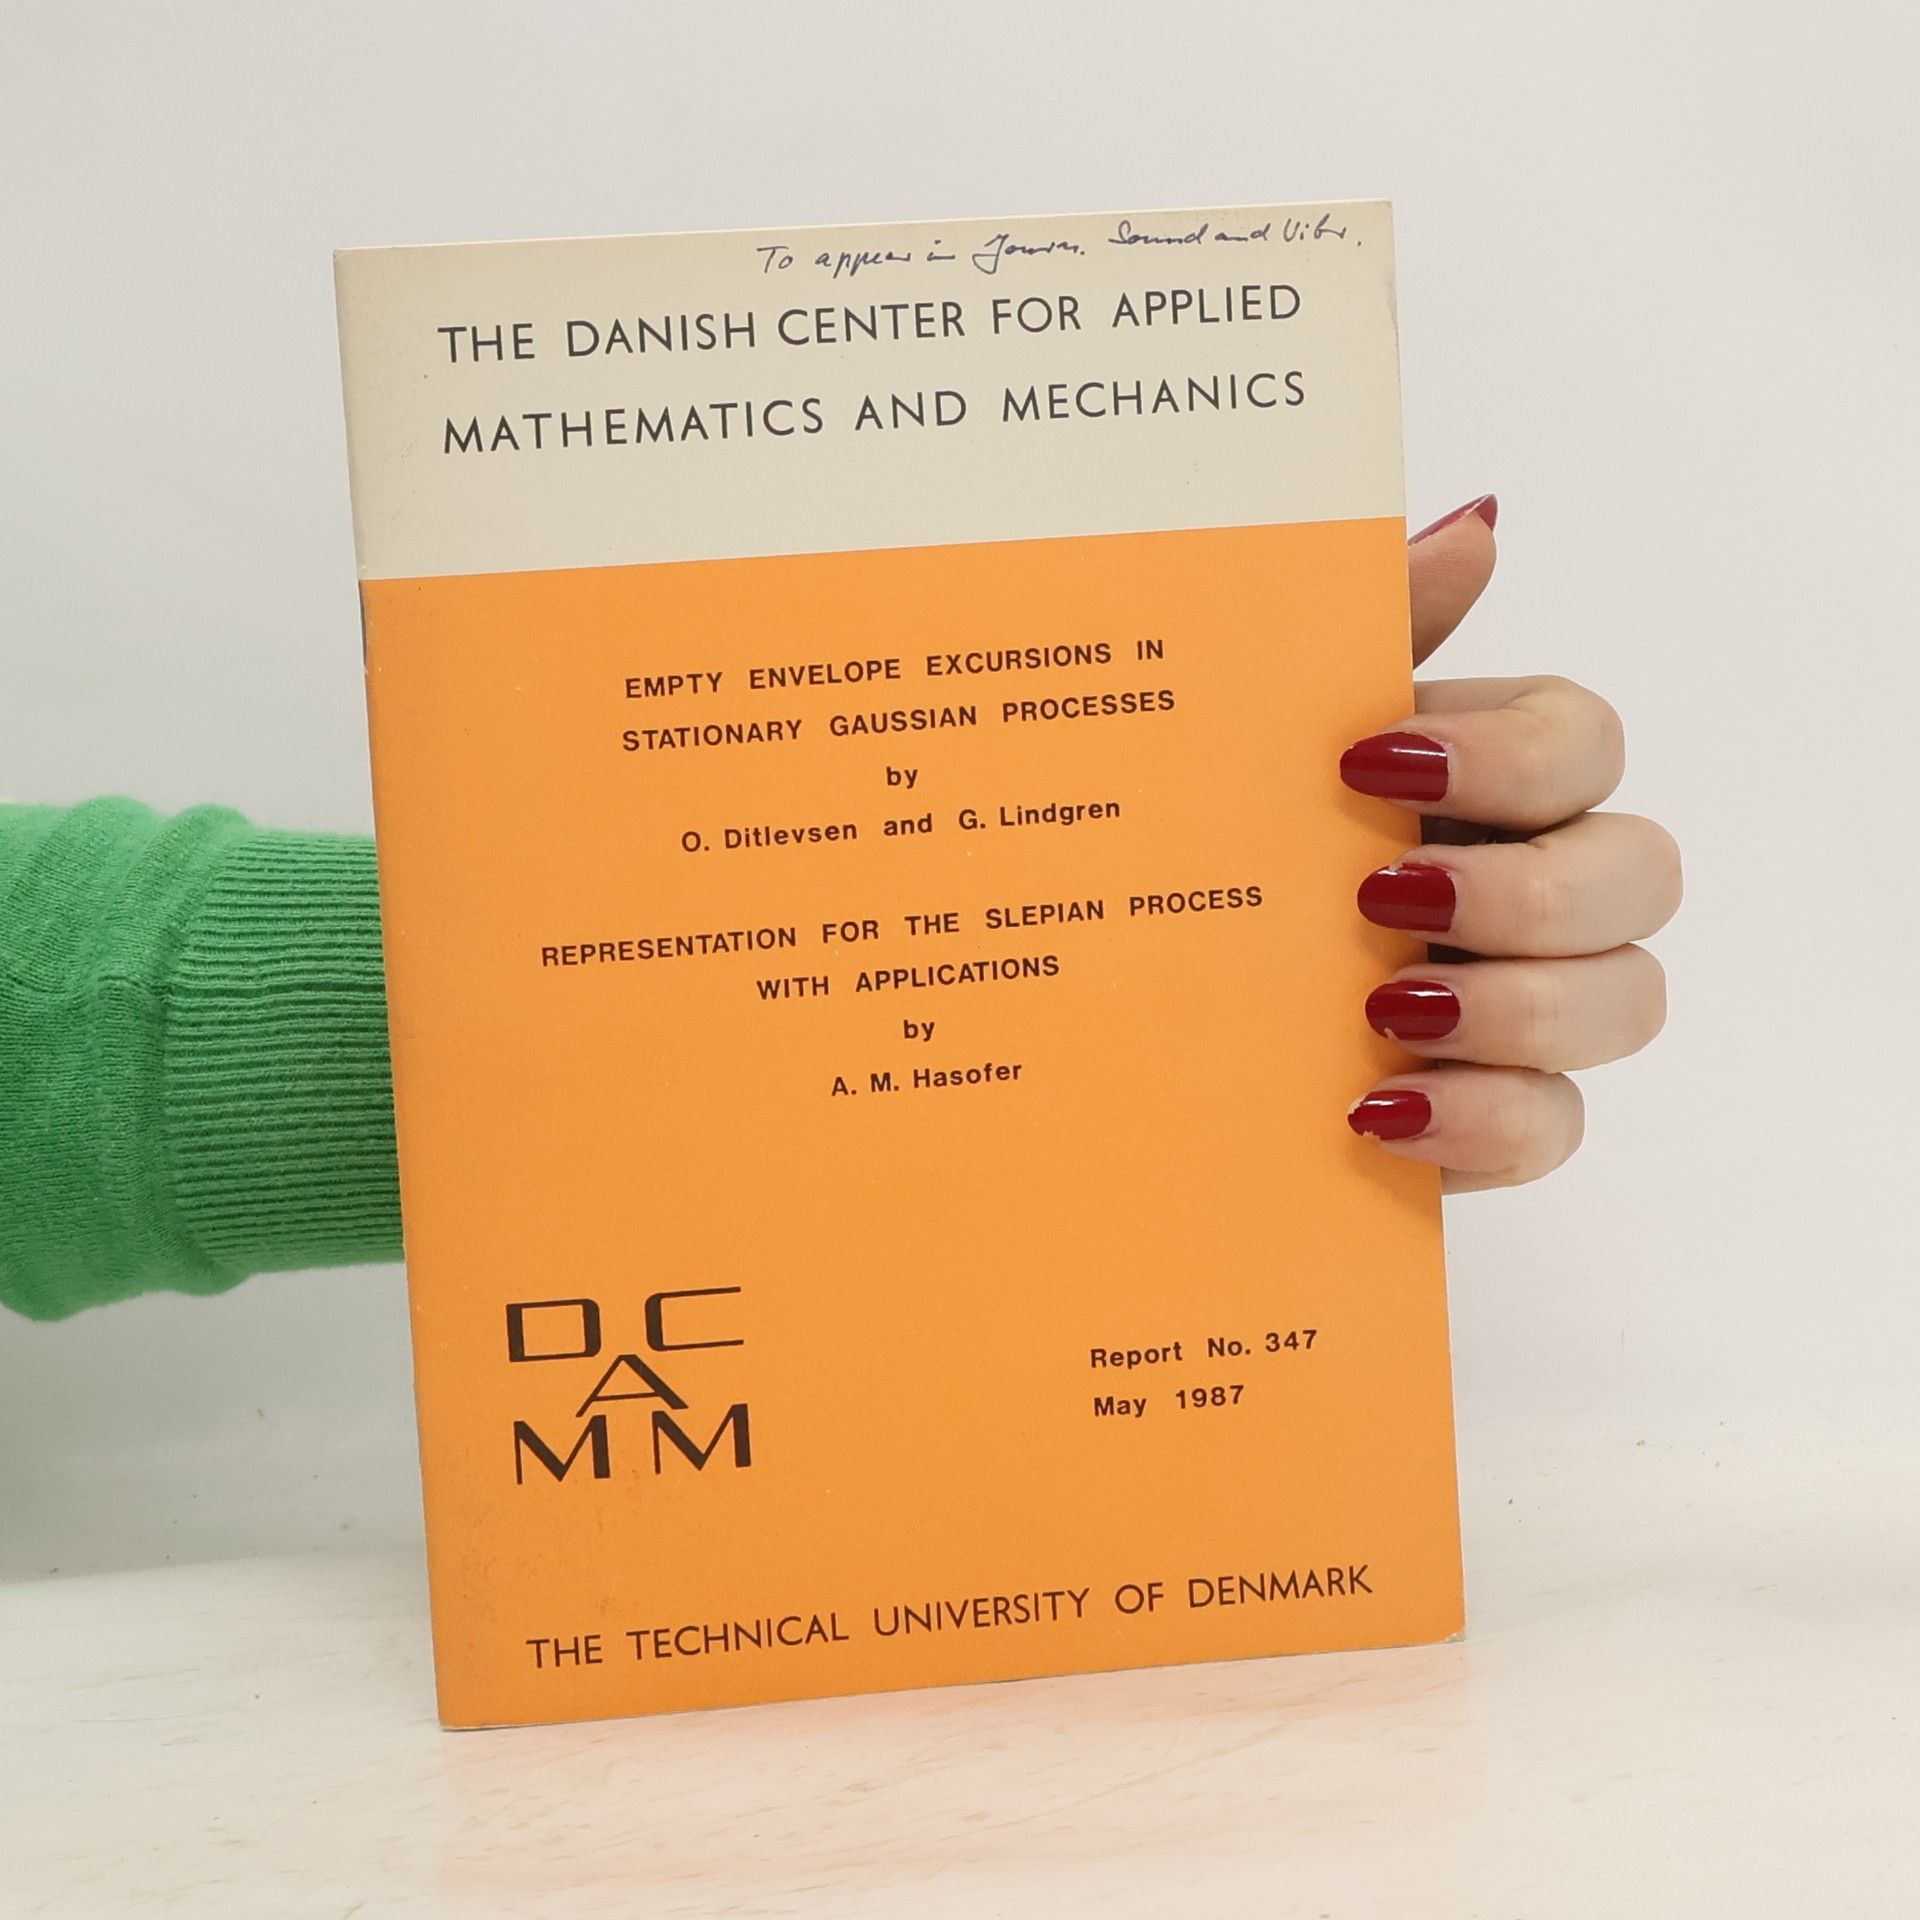 To appear in Journ. Sound and Vibr.
THE DANISH CENTER FOR APPLIED
MATHEMATICS AND MECHANICS
EMPTY ENVELOPE EXCURSIONS IN
STATIONARY GAUSSIAN PROCESSES
by
O. Ditlevsen and G. Lindgren
REPRESENTATION FOR THE SLEPIAN PROCESS
WITH APPLICATIONS
by
A. M. Hasofer
DC
A
MM
Report No. 347
May 1987
THE TECHNICAL UNIVERSITY OF DENMARK